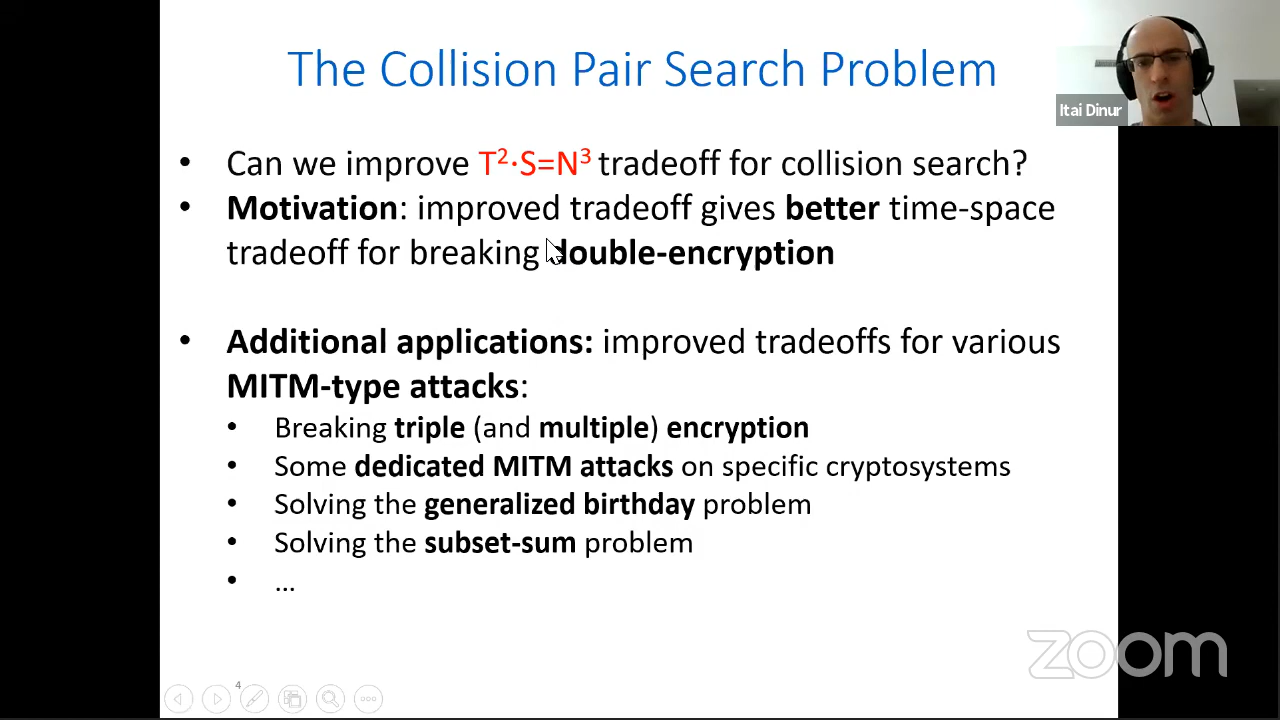 The Collision Pair Search Problem
Itai Dinur
• Can we improve T²·S=N³ tradeoff for collision search?
• Motivation: improved tradeoff gives better time-space
tradeoff for breaking double-encryption
• Additional applications: improved tradeoffs for various
MITM-type attacks:
• Breaking triple (and multiple) encryption
• Some dedicated MITM attacks on specific cryptosystems
• Solving the generalized birthday problem
• Solving the subset-sum problem
• ...
zoom
4